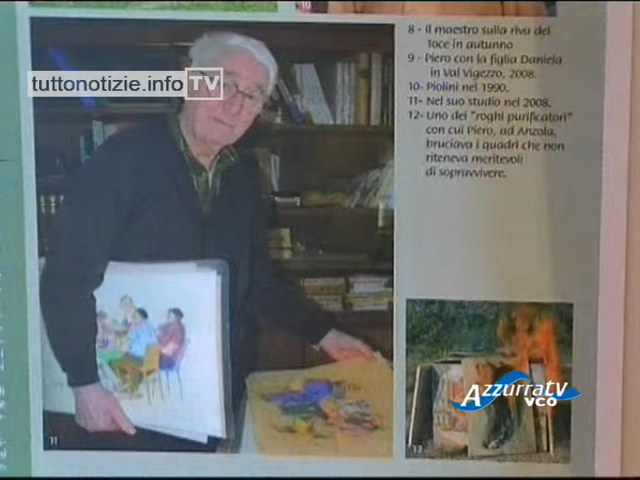 10
8 - Il maestro sulla riva del
Toce in autunno
9 - Piero con la figlia Daniela
in Val Vigezzo, 2008.
10- Piolini nel 1990.
11- Nel suo studio nel 2008.
12- Uno dei "roghi purificatori"
con cui Piero, ad Anzola,
bruciava i quadri che non
riteneva meritevoli
di sopravvivere.
tuttonotizie.info TV
Azzurratv
VCO
11
12